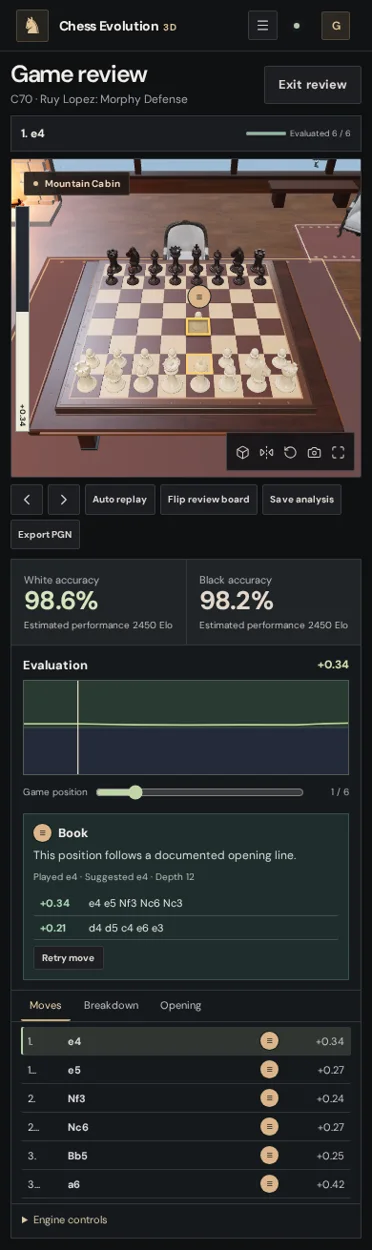 Chess Evolution 3D
G
Game review
C70 · Ruy Lopez: Morphy Defense
Exit review
1. e4
Evaluated 6 / 6
Mountain Cabin
+0.34
Auto replay
Flip review board
Save analysis
Export PGN
White accuracy
98.6%
Estimated performance 2450 Elo
Black accuracy
98.2%
Estimated performance 2450 Elo
Evaluation
+0.34
Game position
1 / 6
Book
This position follows a documented opening line.
Played e4 · Suggested e4 · Depth 12
+0.34 e4 e5 Nf3 Nc6 Nc3
+0.21 d4 d5 c4 e6 e3
Retry move
Moves Breakdown Opening
1. e4 +0.34
1... e5 +0.27
2. Nf3 +0.24
2... Nc6 +0.27
3. Bb5 +0.25
3... a6 +0.42
Engine controls